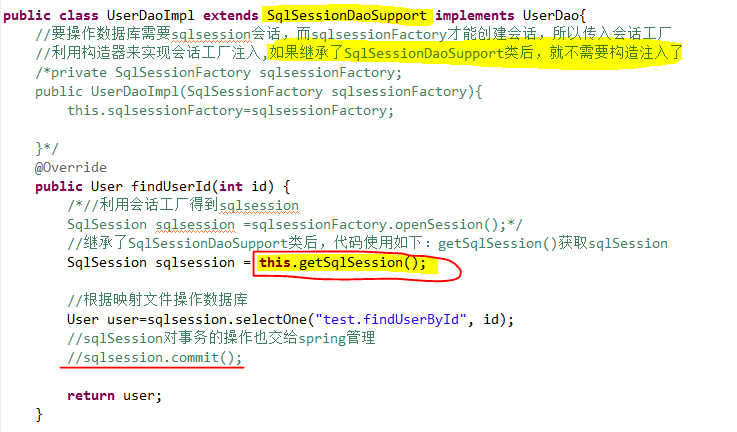 public class UserDaoImpl extends SqlSessionDaoSupport implements UserDao{
//要操作数据库需要sqlsession会话，而sqlsessionFactory才能创建会话，所以传入会话工厂
//利用构造器来实现会话工厂注入,如果继承了SqlSessionDaoSupport类后，就不需要构造注入了
/*private SqlSessionFactory sqlsessionFactory;
public UserDaoImpl(SqlSessionFactory sqlsessionFactory){
this.sqlsessionFactory=sqlsessionFactory;
}*/
@Override
public User findUserId(int id) {
/*//利用会话工厂得到sqlsession
SqlSession sqlsession =sqlsessionFactory.openSession();*/
//继承了SqlSessionDaoSupport类后，代码使用如下：getSqlSession()获取sqlSession
SqlSession sqlsession = this.getSqlSession();
//根据映射文件操作数据库
User user=sqlsession.selectOne("test.findUserById", id);
//sqlSession对事务的操作也交给spring管理
//sqlsession.commit();
return user;
}